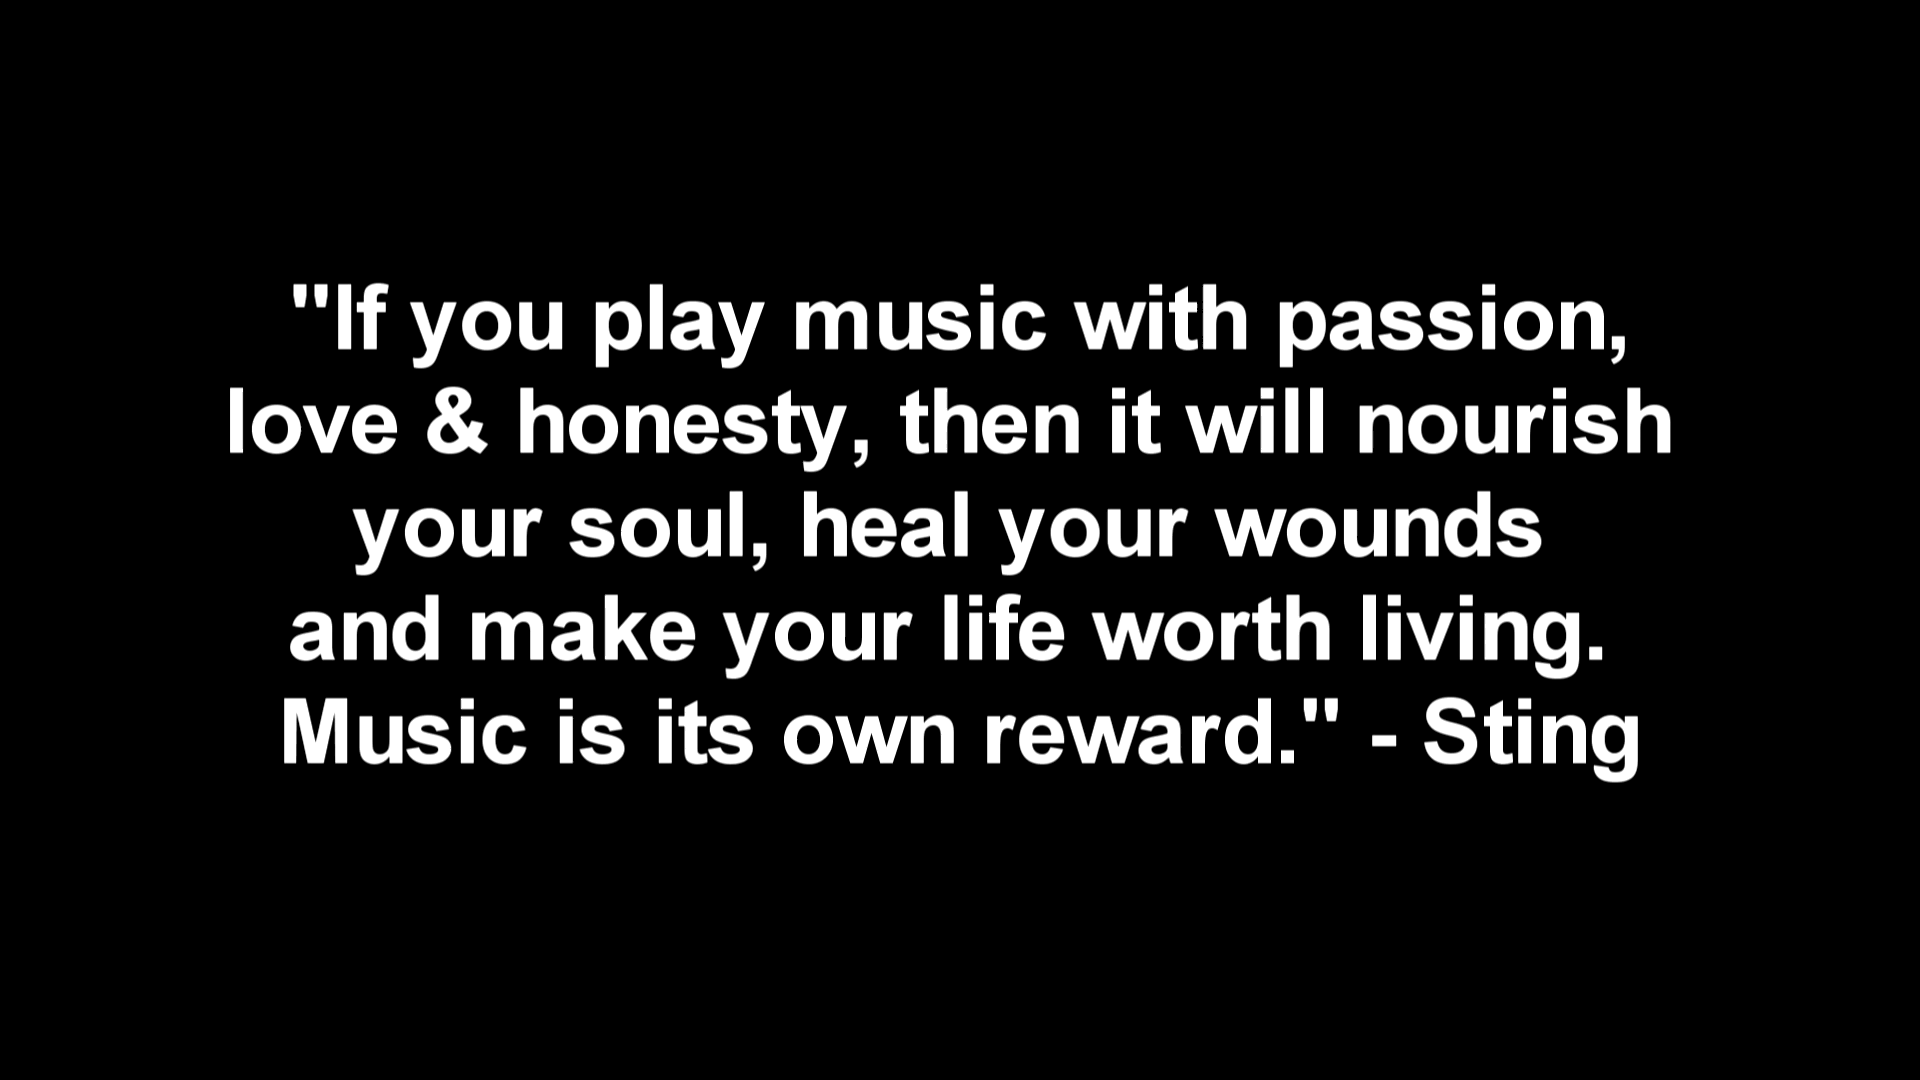 "If you play music with passion,
love & honesty, then it will nourish
your soul, heal your wounds
and make your life worth living.
Music is its own reward." - Sting